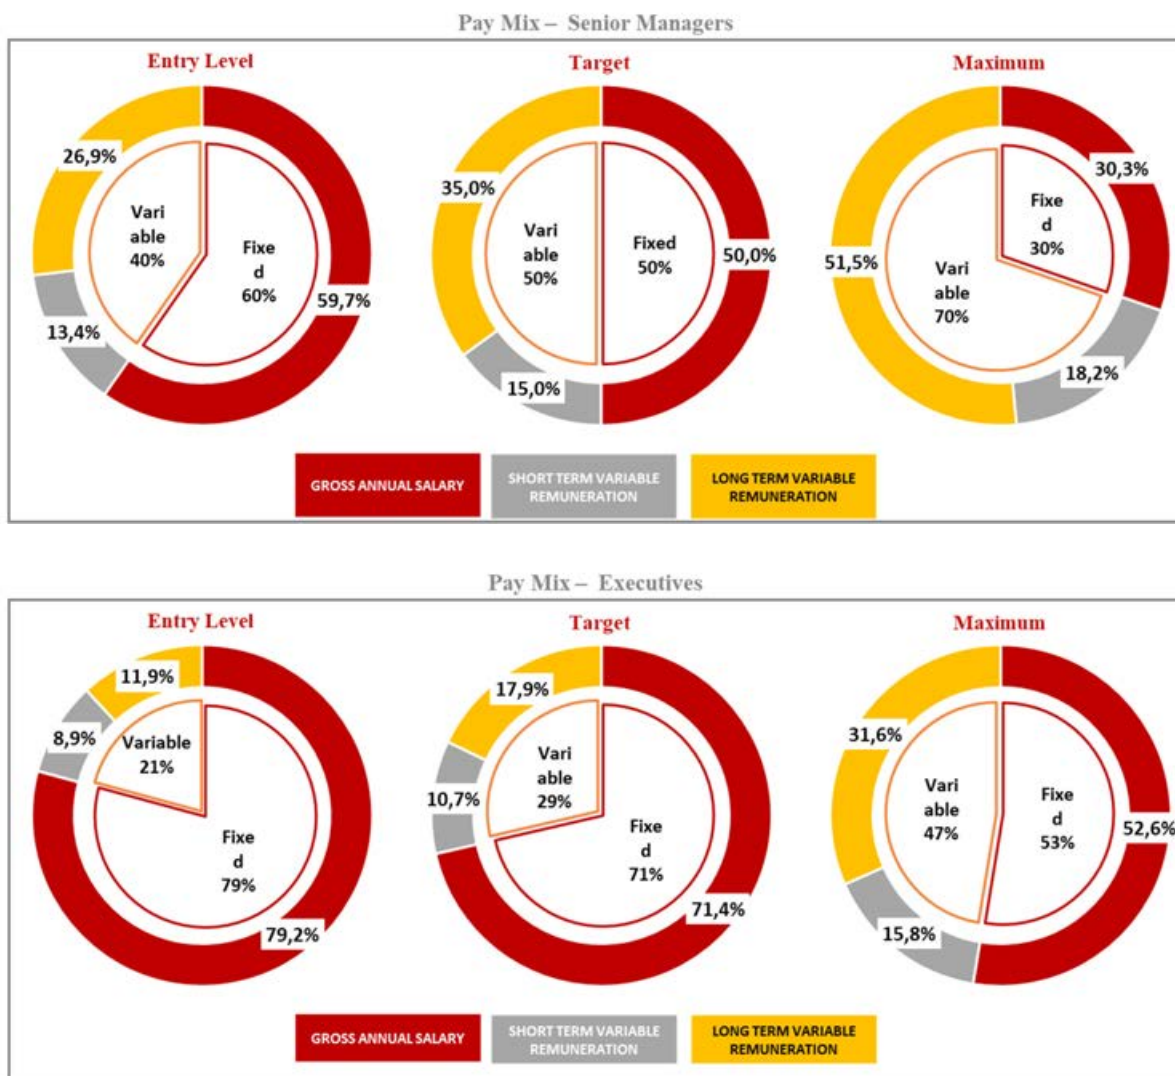 Pay Mix – Senior Managers
Entry Level
Target
Maximum
26,9%
Vari
able
40%
Fixe
d
60%
59,7%
13,4%
35,0%
Vari
able
50%
Fixed
50%
50,0%
15,0%
30,3%
Fixe
d
30%
51,5%
Vari
able
70%
18,2%
GROSS ANNUAL SALARY
SHORT TERM VARIABLE
REMUNERATION
LONG TERM VARIABLE
REMUNERATION
Pay Mix – Executives
Entry Level
Target
Maximum
11,9%
8,9%
Variable
21%
Fixe
d
79%
79,2%
17,9%
Vari
able
29%
10,7%
Fixe
d
71%
71,4%
31,6%
Vari
able
47%
Fixe
d
53%
52,6%
15,8%
GROSS ANNUAL SALARY
SHORT TERM VARIABLE
REMUNERATION
LONG TERM VARIABLE
REMUNERATION